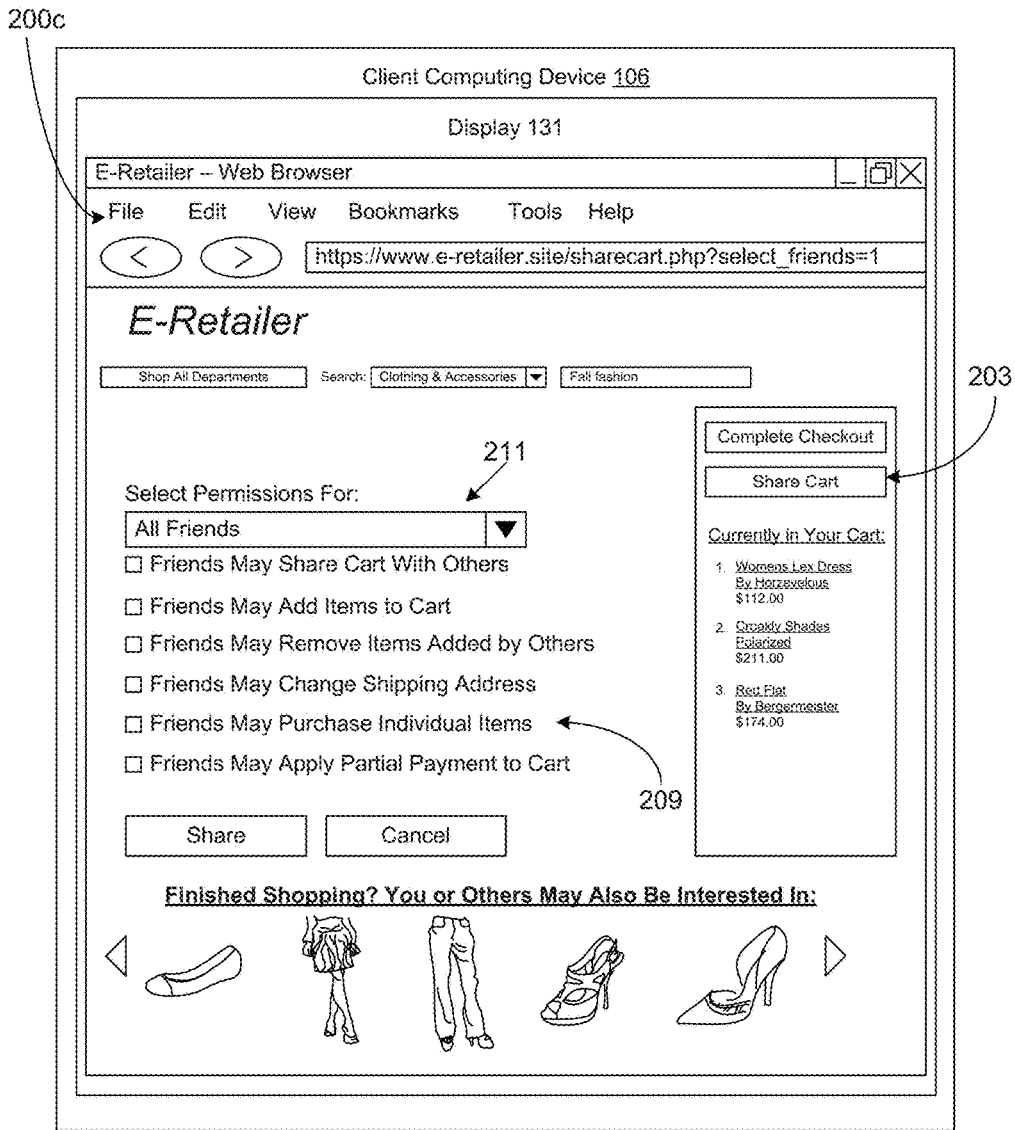 200c
Client Computing Device 106
Display 131
E-Retailer – Web Browser
File Edit View Bookmarks Tools Help
< >
https://www.e-retailer.site/sharecart.php?select_friends=1
E-Retailer
Shop All Departments Search: Clothing & Accessories Fall fashion
203
Complete Checkout
Share Cart
211
Select Permissions For:
All Friends
Friends May Share Cart With Others
Friends May Add Items to Cart
Friends May Remove Items Added by Others
Friends May Change Shipping Address
Friends May Purchase Individual Items
Friends May Apply Partial Payment to Cart
209
Share Cancel
Currently in Your Cart:
1. Womens Lex Dress
By Horzevelous
$112.00
2. Croakly Shades
Polarized
$211.00
3. Red Flat
By Bergermeister
$174.00
Finished Shopping? You or Others May Also Be Interested In: